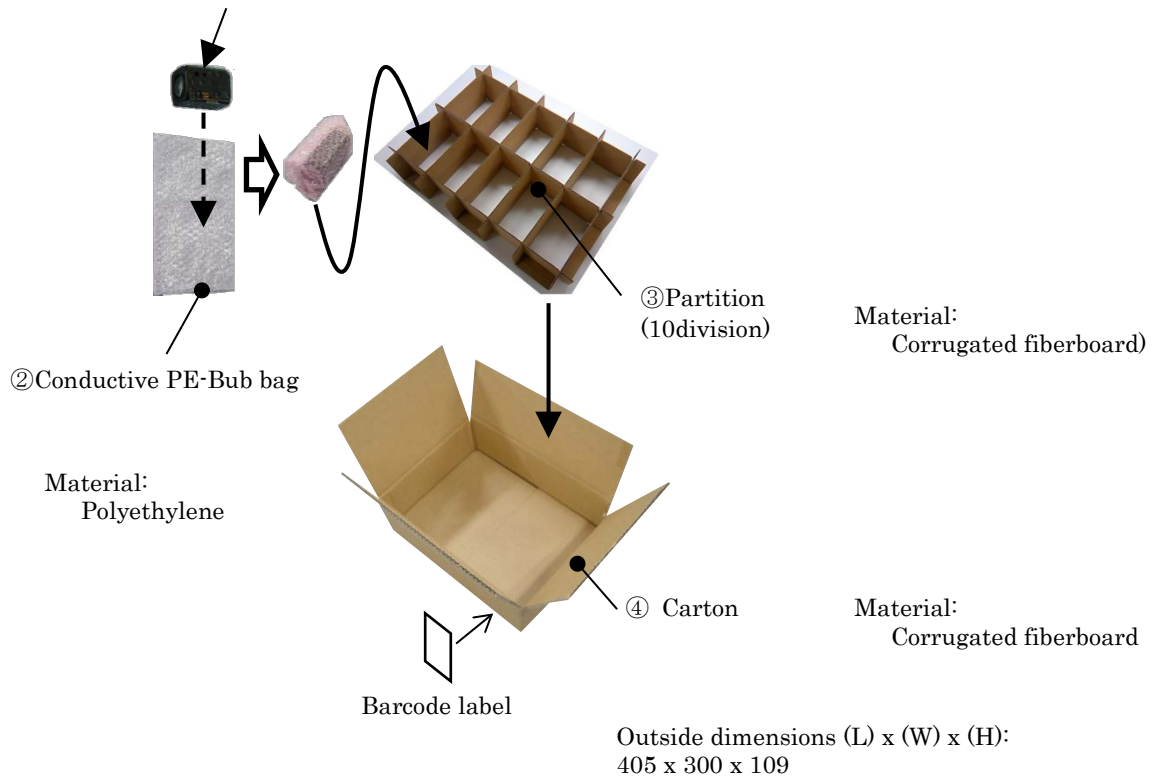 ③Partition
(10division)
Material:
Corrugated fiberboard)
②Conductive PE-Bub bag
Material:
Polyethylene
④ Carton
Material:
Corrugated fiberboard
Barcode label
Outside dimensions (L) x (W) x (H):
405 x 300 x 109